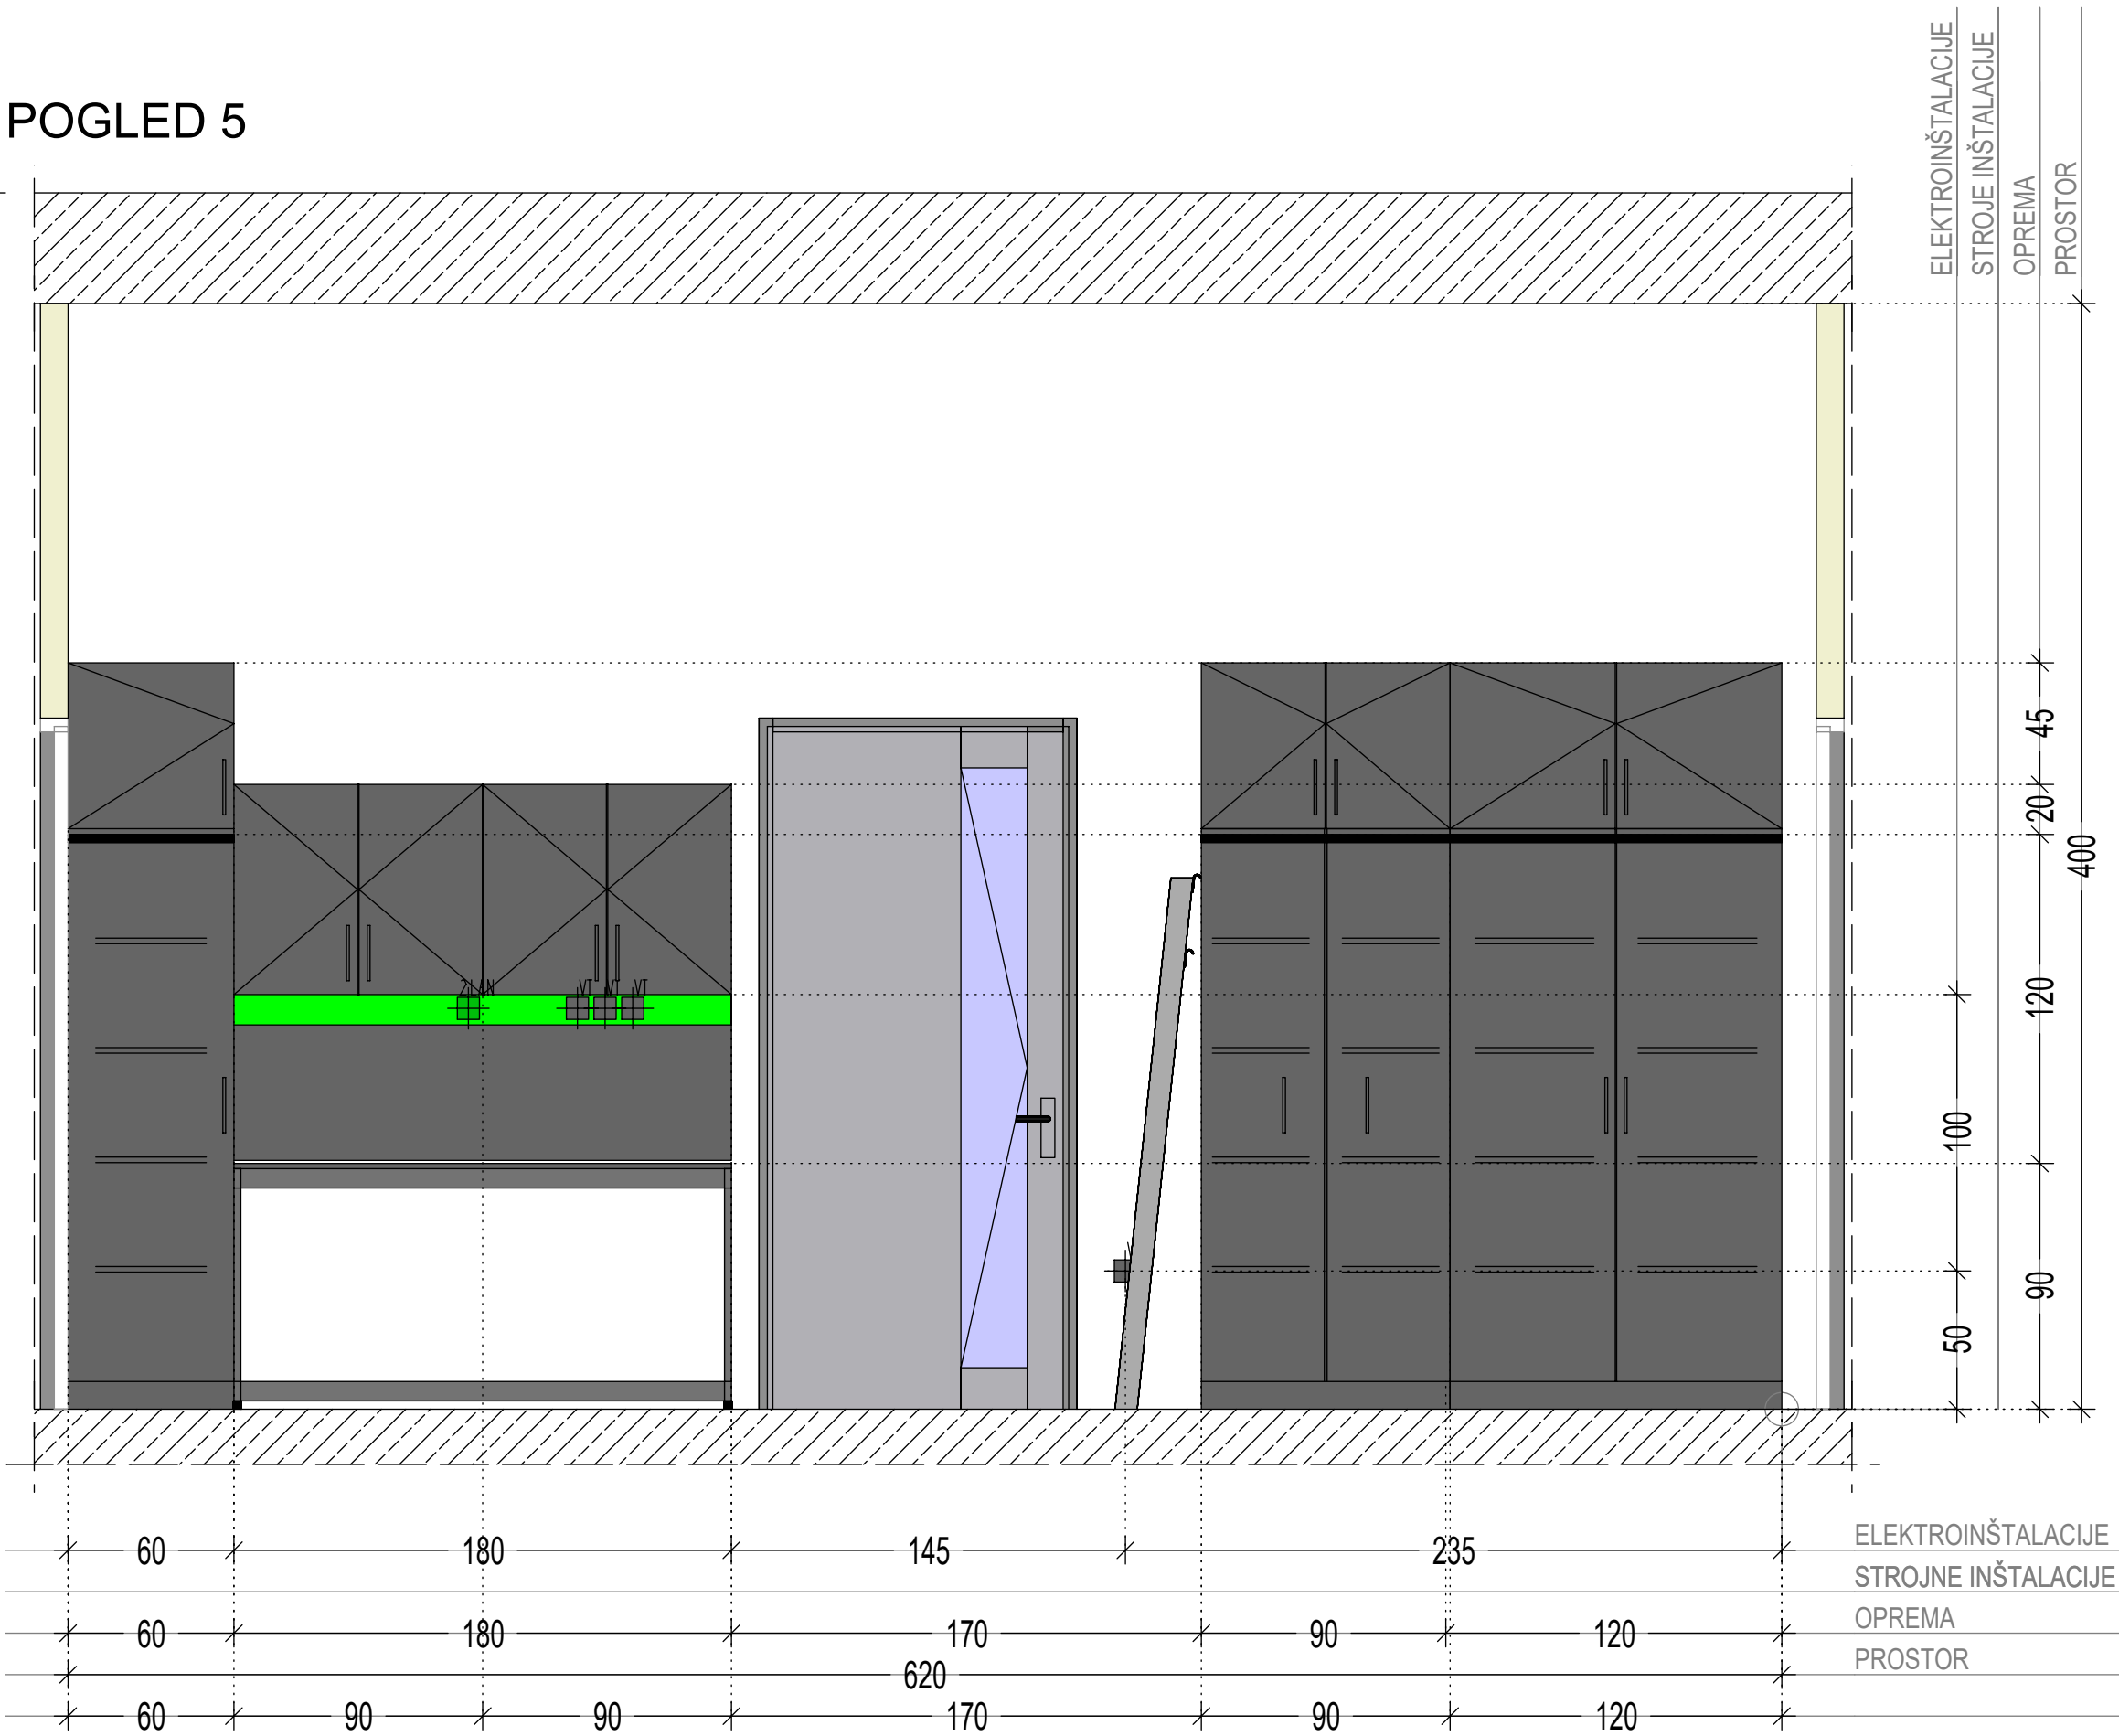 POGLED 5
ELEKTROINŠTALACIJE
STROJE INŠTALACIJE
OPREMA
PROSTOR
45
20
400
120
100
90
50
2LAN
VT
VT
VT
V
60 180 145 235 ELEKTROINŠTALACIJE
STROJNE INŠTALACIJE
60 180 170 90 120 OPREMA
620 PROSTOR
60 90 90 170 90 120